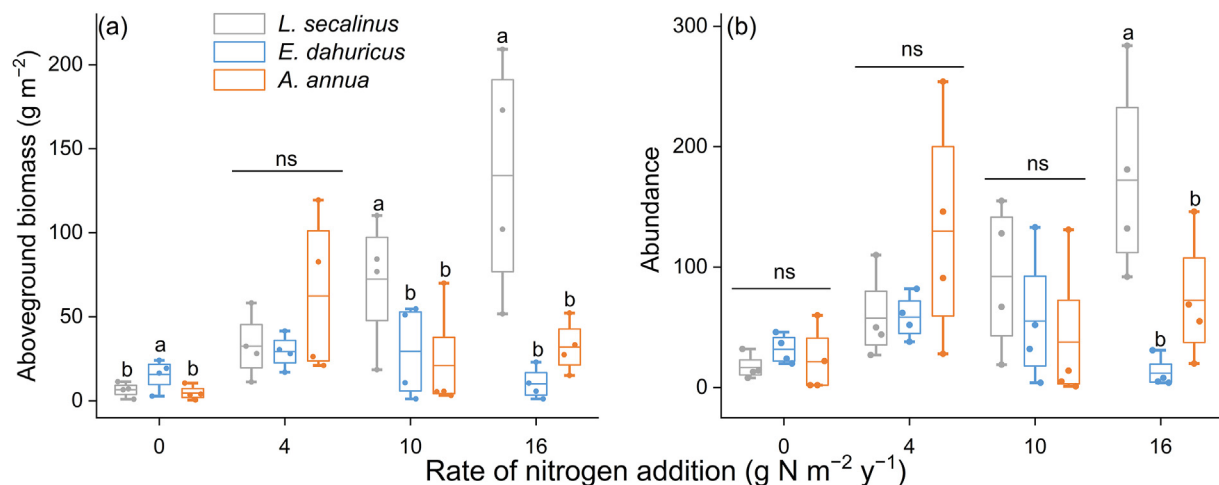 (a)
L. secalinus
E. dahuricus
A. annua
Aboveground biomass (g m⁻²)
200
150
100
50
0
b
a
b
ns
a
b
b
a
b
b
0
4
10
16
(b)
Abundance
300
200
100
0
ns
ns
ns
a
b
b
0
4
10
16
Rate of nitrogen addition (g N m⁻² y⁻¹)